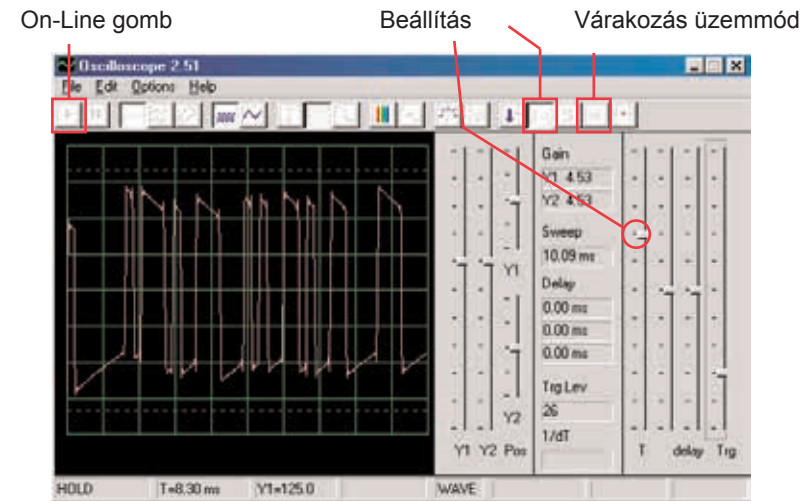 On-Line gomb Beállítás Várakozás üzemmód
Oscilloscope 2.51
File Edit Options Help
Gain
Y1 4.53
Y2 4.53
Sweep
10.09 ms
Y1
Delay
0.00 ms
0.00 ms
0.00 ms
Trg Lev
26
Y2
1/dT
Y1 Y2 Pos T delay Trg
HOLD T=8.30 ms Y1=125.0 WAVE